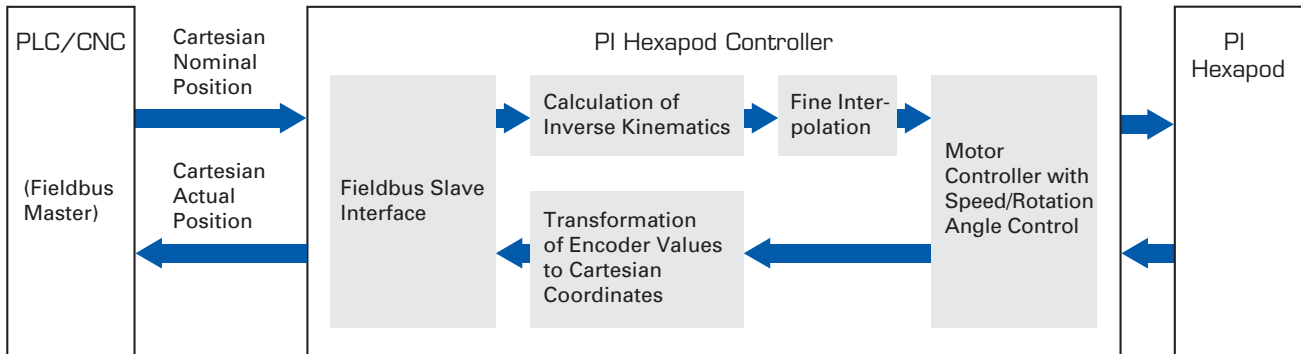 PLC/CNC
(Fieldbus
Master)
Cartesian
Nominal
Position
Cartesian
Actual
Position
PI Hexapod Controller
Fieldbus Slave
Interface
Calculation of
Inverse Kinematics
Fine Inter-
polation
Transformation
of Encoder Values
to Cartesian
Coordinates
Motor
Controller with
Speed/Rotation
Angle Control
PI
Hexapod